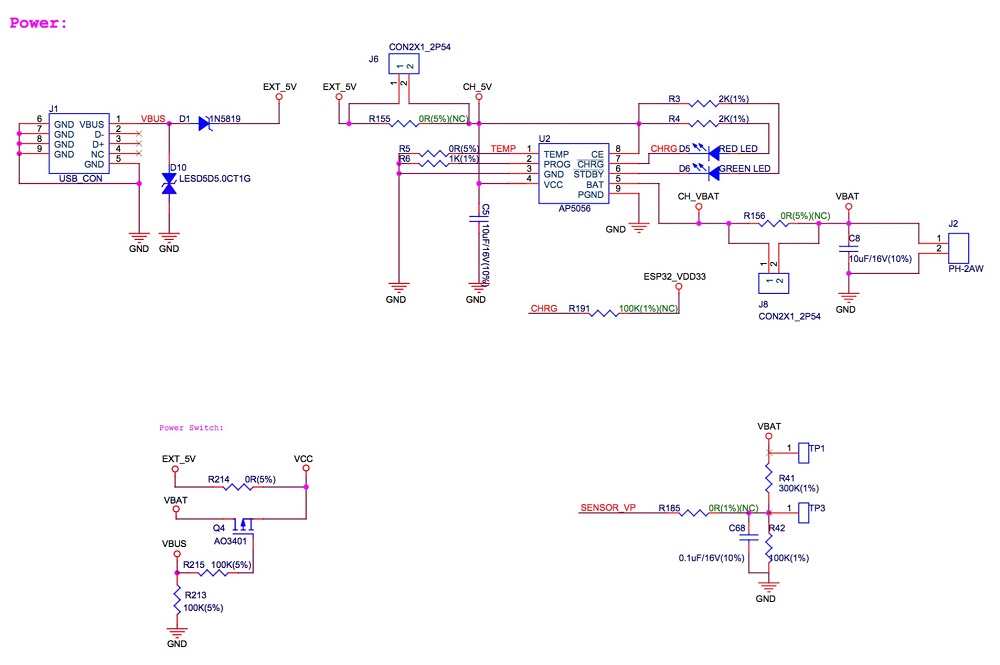 Power:
CON2X1_2P54
J6
1 2
1 2
EXT_5V
EXT_5V
CH_5V
R3 2K(1%)
J1
VBUS
D1 1N5819
R155 0R(5%)(NC)
R4 2K(1%)
6 GND VBUS 1
7 GND D- 2
8 GND D+ 3
9 GND NC 4
GND 5
USB_CON
U2
R5 0R(5%) TEMP 1 TEMP CE 8
R6 1K(1%) 2 PROG CHRG 7
3 GND STDBY 6
4 VCC BAT 5
PGND 9
AP5056
CHRG D5 RED LED
D6 GREEN LED
D10
LESD5D5.0CT1G
CH_VBAT
VBAT
C5 10uF/16V(10%)
R156 0R(5%)(NC)
J2
GND
GND
GND
C8
1
2
10uF/16V(10%)
PH-2AW
1 2
1 2
J8
CON2X1_2P54
ESP32_VDD33
GND
GND
GND
CHRG R191 100K(1%)(NC)
Power Switch:
VBAT
1 TP1
EXT_5V
VCC
R214 0R(5%)
R41
300K(1%)
VBAT
SENSOR_VP R185 0R(1%)(NC)
1 TP3
Q4
AO3401
C68
R42
VBUS
0.1uF/16V(10%)
100K(1%)
R215 100K(5%)
R213
100K(5%)
GND
GND